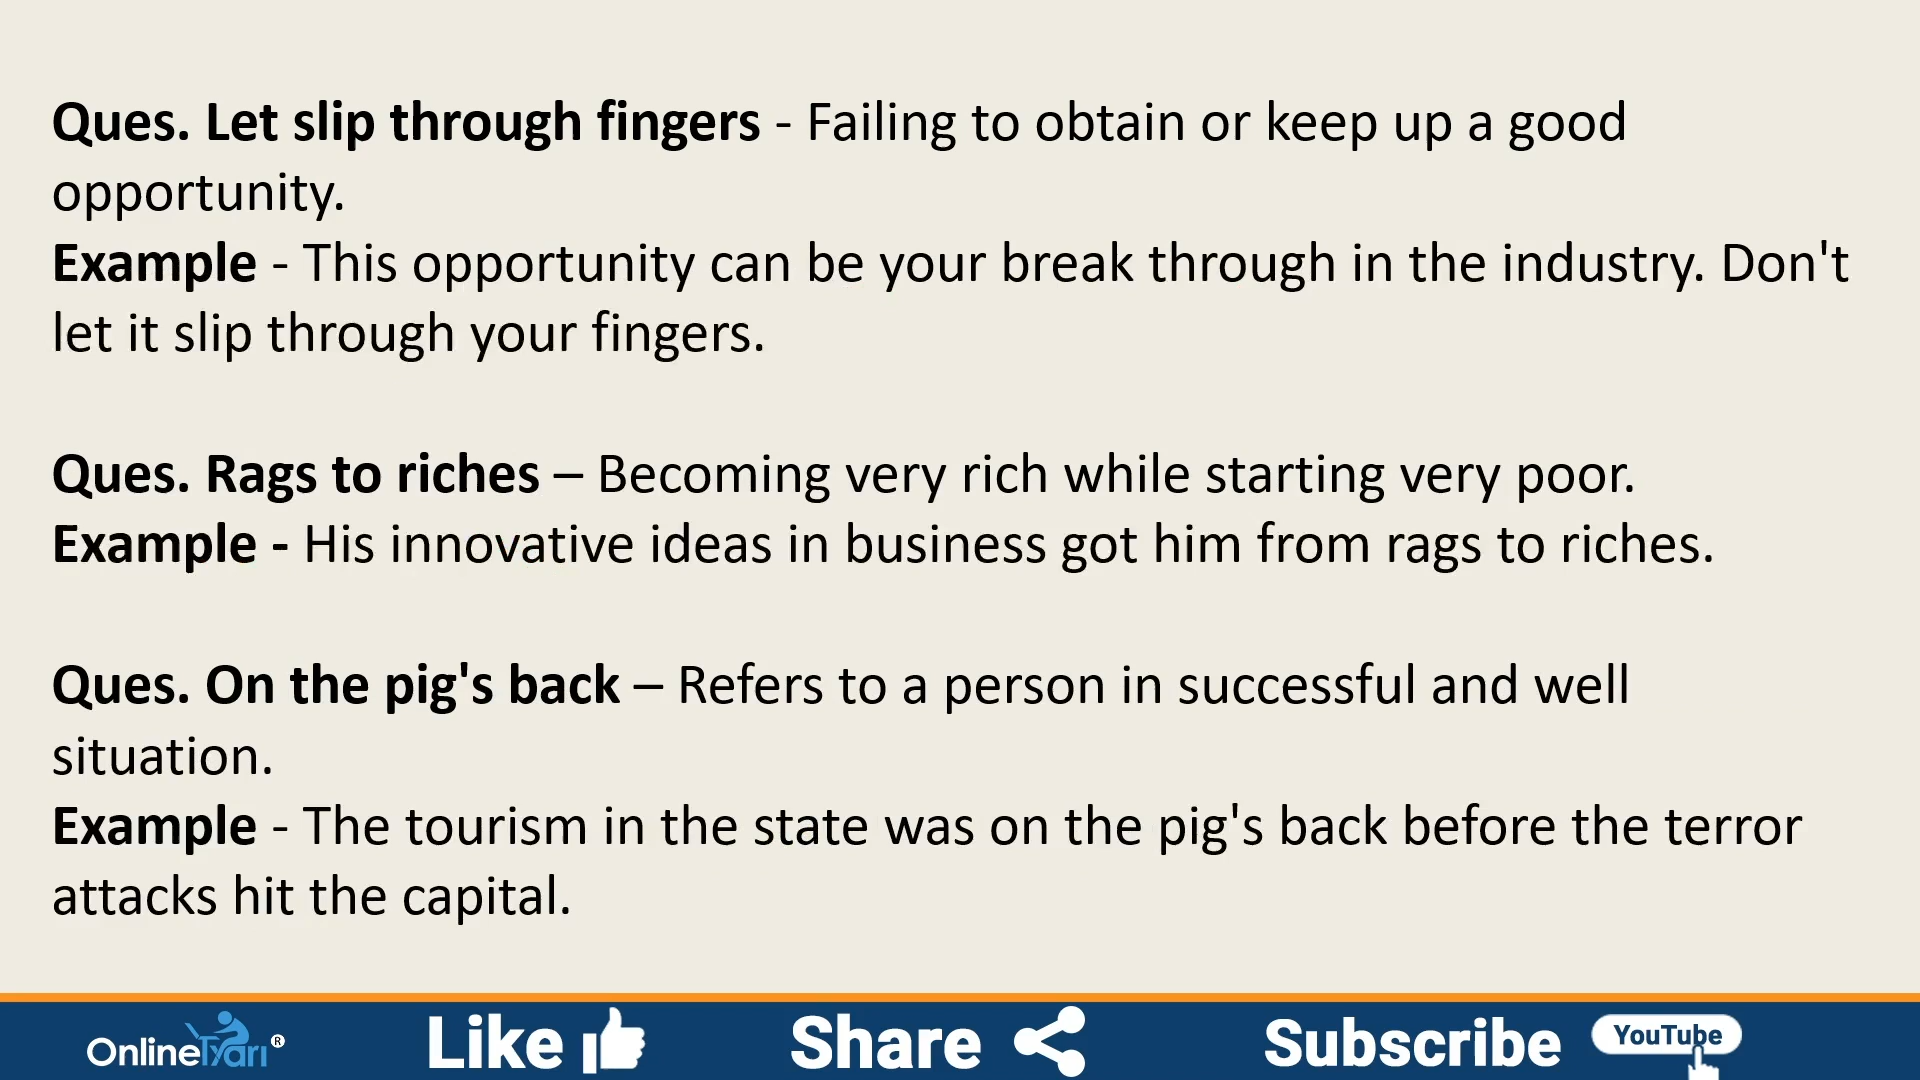 Ques. Let slip through fingers - Failing to obtain or keep up a good
opportunity.
Example - This opportunity can be your break through in the industry. Don't
let it slip through your fingers.
Ques. Rags to riches – Becoming very rich while starting very poor.
Example - His innovative ideas in business got him from rags to riches.
Ques. On the pig's back – Refers to a person in successful and well
situation.
Example - The tourism in the state was on the pig's back before the terror
attacks hit the capital.
OnlineTyari ® Like Share Subscribe YouTube